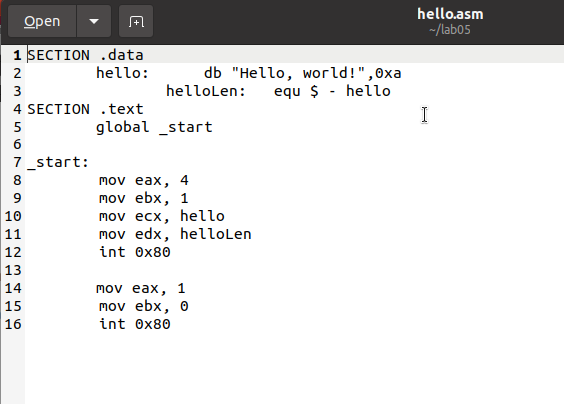 Open
hello.asm
~/lab05
1 SECTION .data
2 hello: db "Hello, world!",0xa
3 helloLen: equ $ - hello
4 SECTION .text
5 global _start
6
7 _start:
8 mov eax, 4
9 mov ebx, 1
10 mov ecx, hello
11 mov edx, helloLen
12 int 0x80
13
14 mov eax, 1
15 mov ebx, 0
16 int 0x80